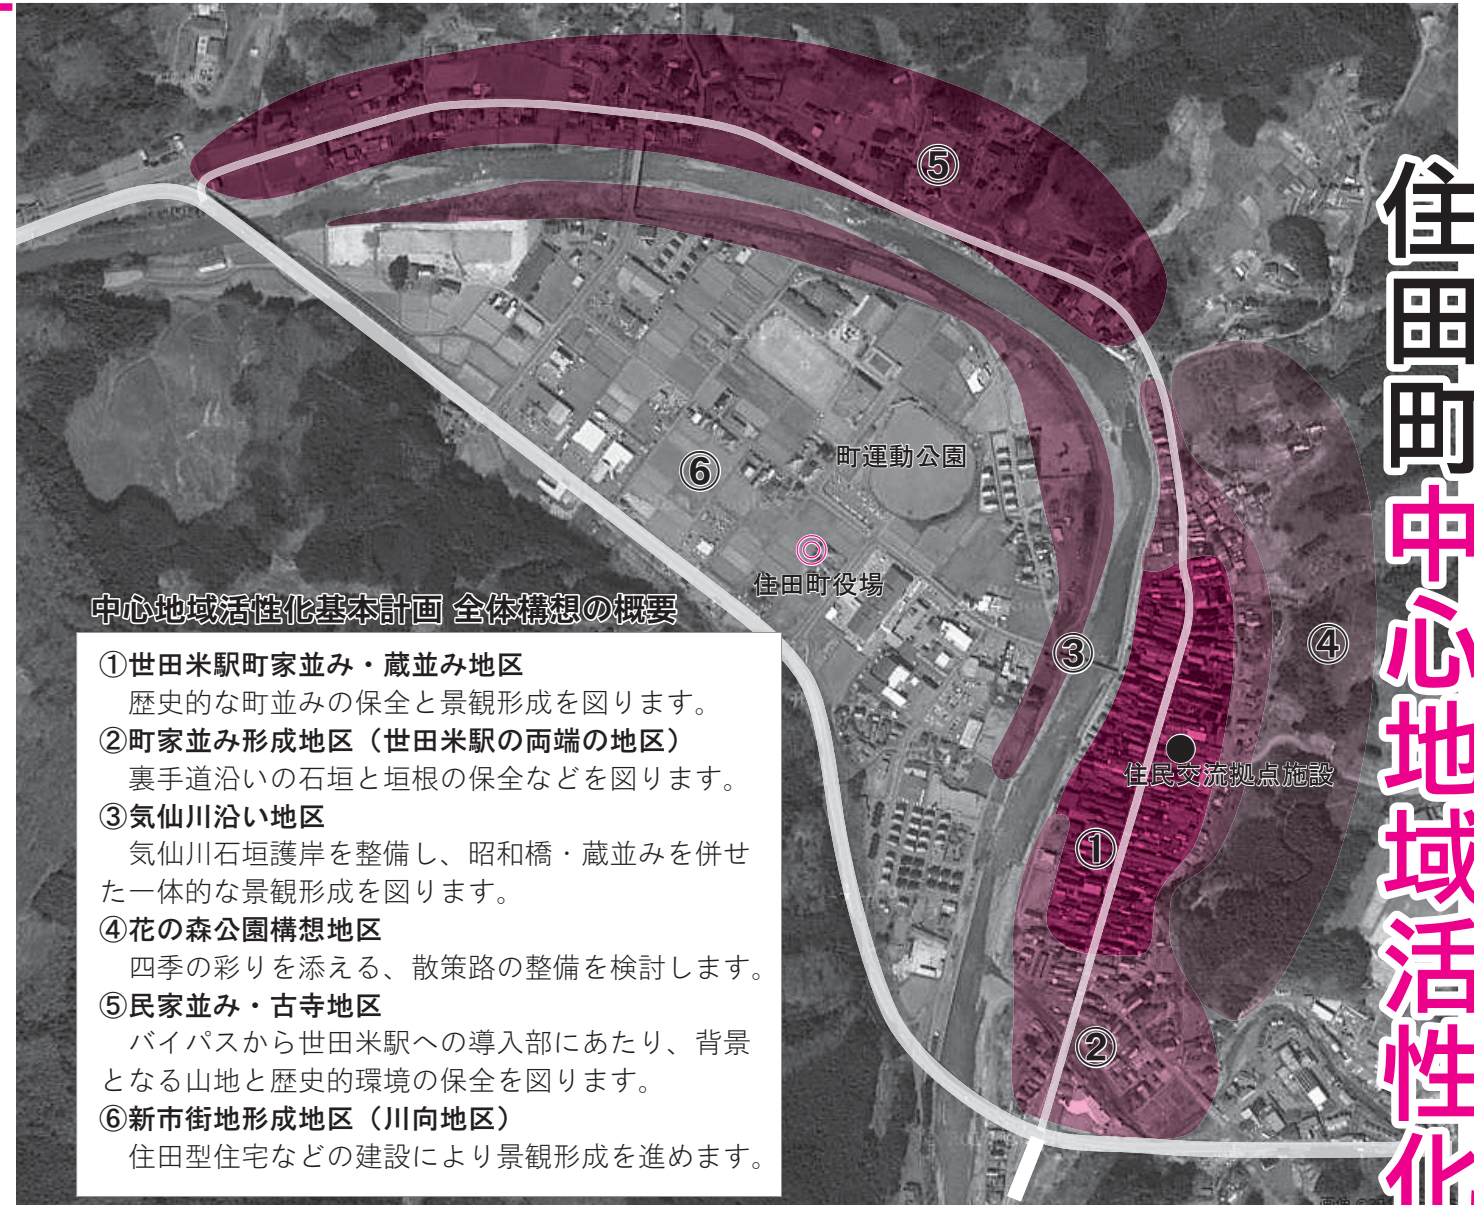 住田町中心地域活性化
⑤
町運動公園
⑥
住田町役場
③
④
住民交流拠点施設
①
②
中心地域活性化基本計画 全体構想の概要
①世田米駅町家並み・蔵並み地区
歴史的な町並みの保全と景観形成を図ります。
②町家並み形成地区（世田米駅の両端の地区）
裏手道沿いの石垣と垣根の保全などを図ります。
③気仙川沿い地区
気仙川石垣護岸を整備し、昭和橋・蔵並みを併せ
た一体的な景観形成を図ります。
④花の森公園構想地区
四季の彩りを添える、散策路の整備を検討します。
⑤民家並み・古寺地区
バイパスから世田米駅への導入部にあたり、背景
となる山地と歴史的環境の保全を図ります。
⑥新市街地形成地区（川向地区）
住田型住宅などの建設により景観形成を進めます。